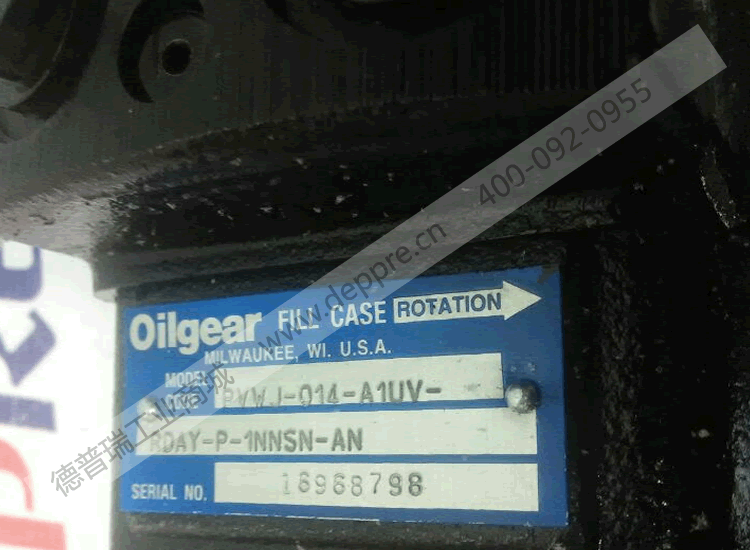 400-092-0955
www.deppre.cn
德普瑞工业商城
Oilgear FILL CASE ROTATION
MILWAUKEE, WI. U.S.A.
MODEL
PVWJ-014-A1UV-
RDAY-P-1NNSN-AN
SERIAL NO. 16968798